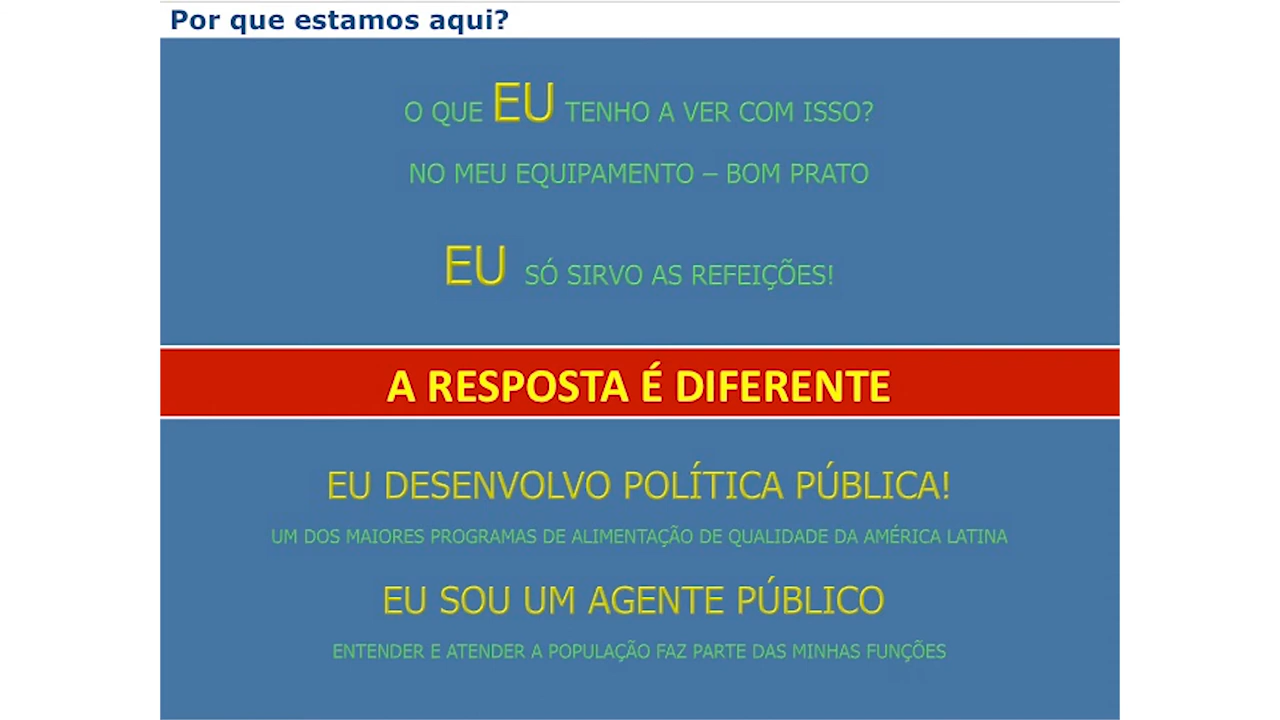 Por que estamos aqui?
O QUE EU TENHO A VER COM ISSO?
NO MEU EQUIPAMENTO – BOM PRATO
EU SÓ SIRVO AS REFEIÇÕES!
A RESPOSTA É DIFERENTE
EU DESENVOLVO POLÍTICA PÚBLICA!
UM DOS MAIORES PROGRAMAS DE ALIMENTAÇÃO DE QUALIDADE DA AMÉRICA LATINA
EU SOU UM AGENTE PÚBLICO
ENTENDER E ATENDER A POPULAÇÃO FAZ PARTE DAS MINHAS FUNÇÕES